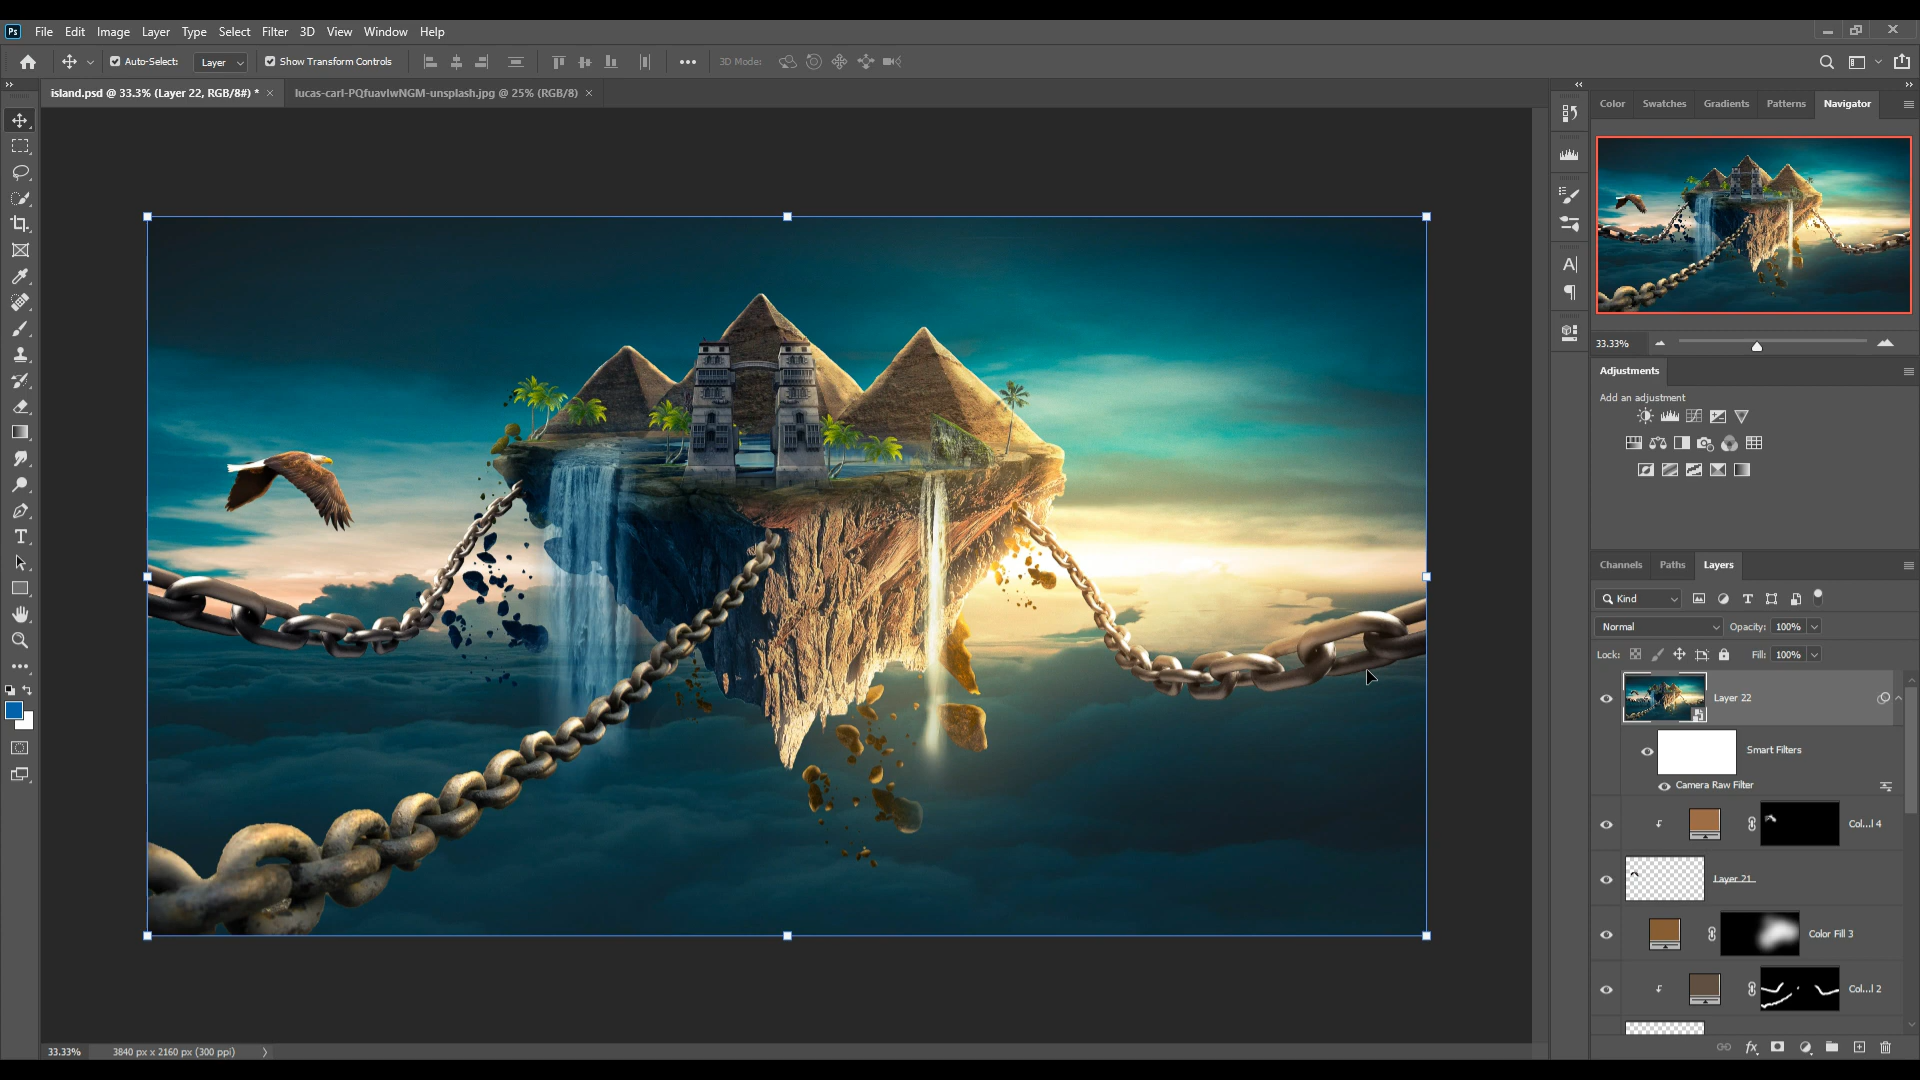 Ps File Edit Image Layer Type Select Filter 3D View Window Help
Auto-Select: Layer Show Transform Controls 3D Mode:
island.psd @ 33.3% (Layer 22, RGB/8#) * lucas-carl-PQfuavlwNGM-unsplash.jpg @ 25% (RGB/8)
Color Swatches Gradients Patterns Navigator
33.33%
Adjustments
Add an adjustment
Channels Paths Layers
Kind
Normal Opacity: 100%
Lock: Fill: 100%
Layer 22
Smart Filters
Camera Raw Filter
Col...l 4
Layer 21
Color Fill 3
Col...l 2
33.33% 3840 px x 2160 px (300 ppi)